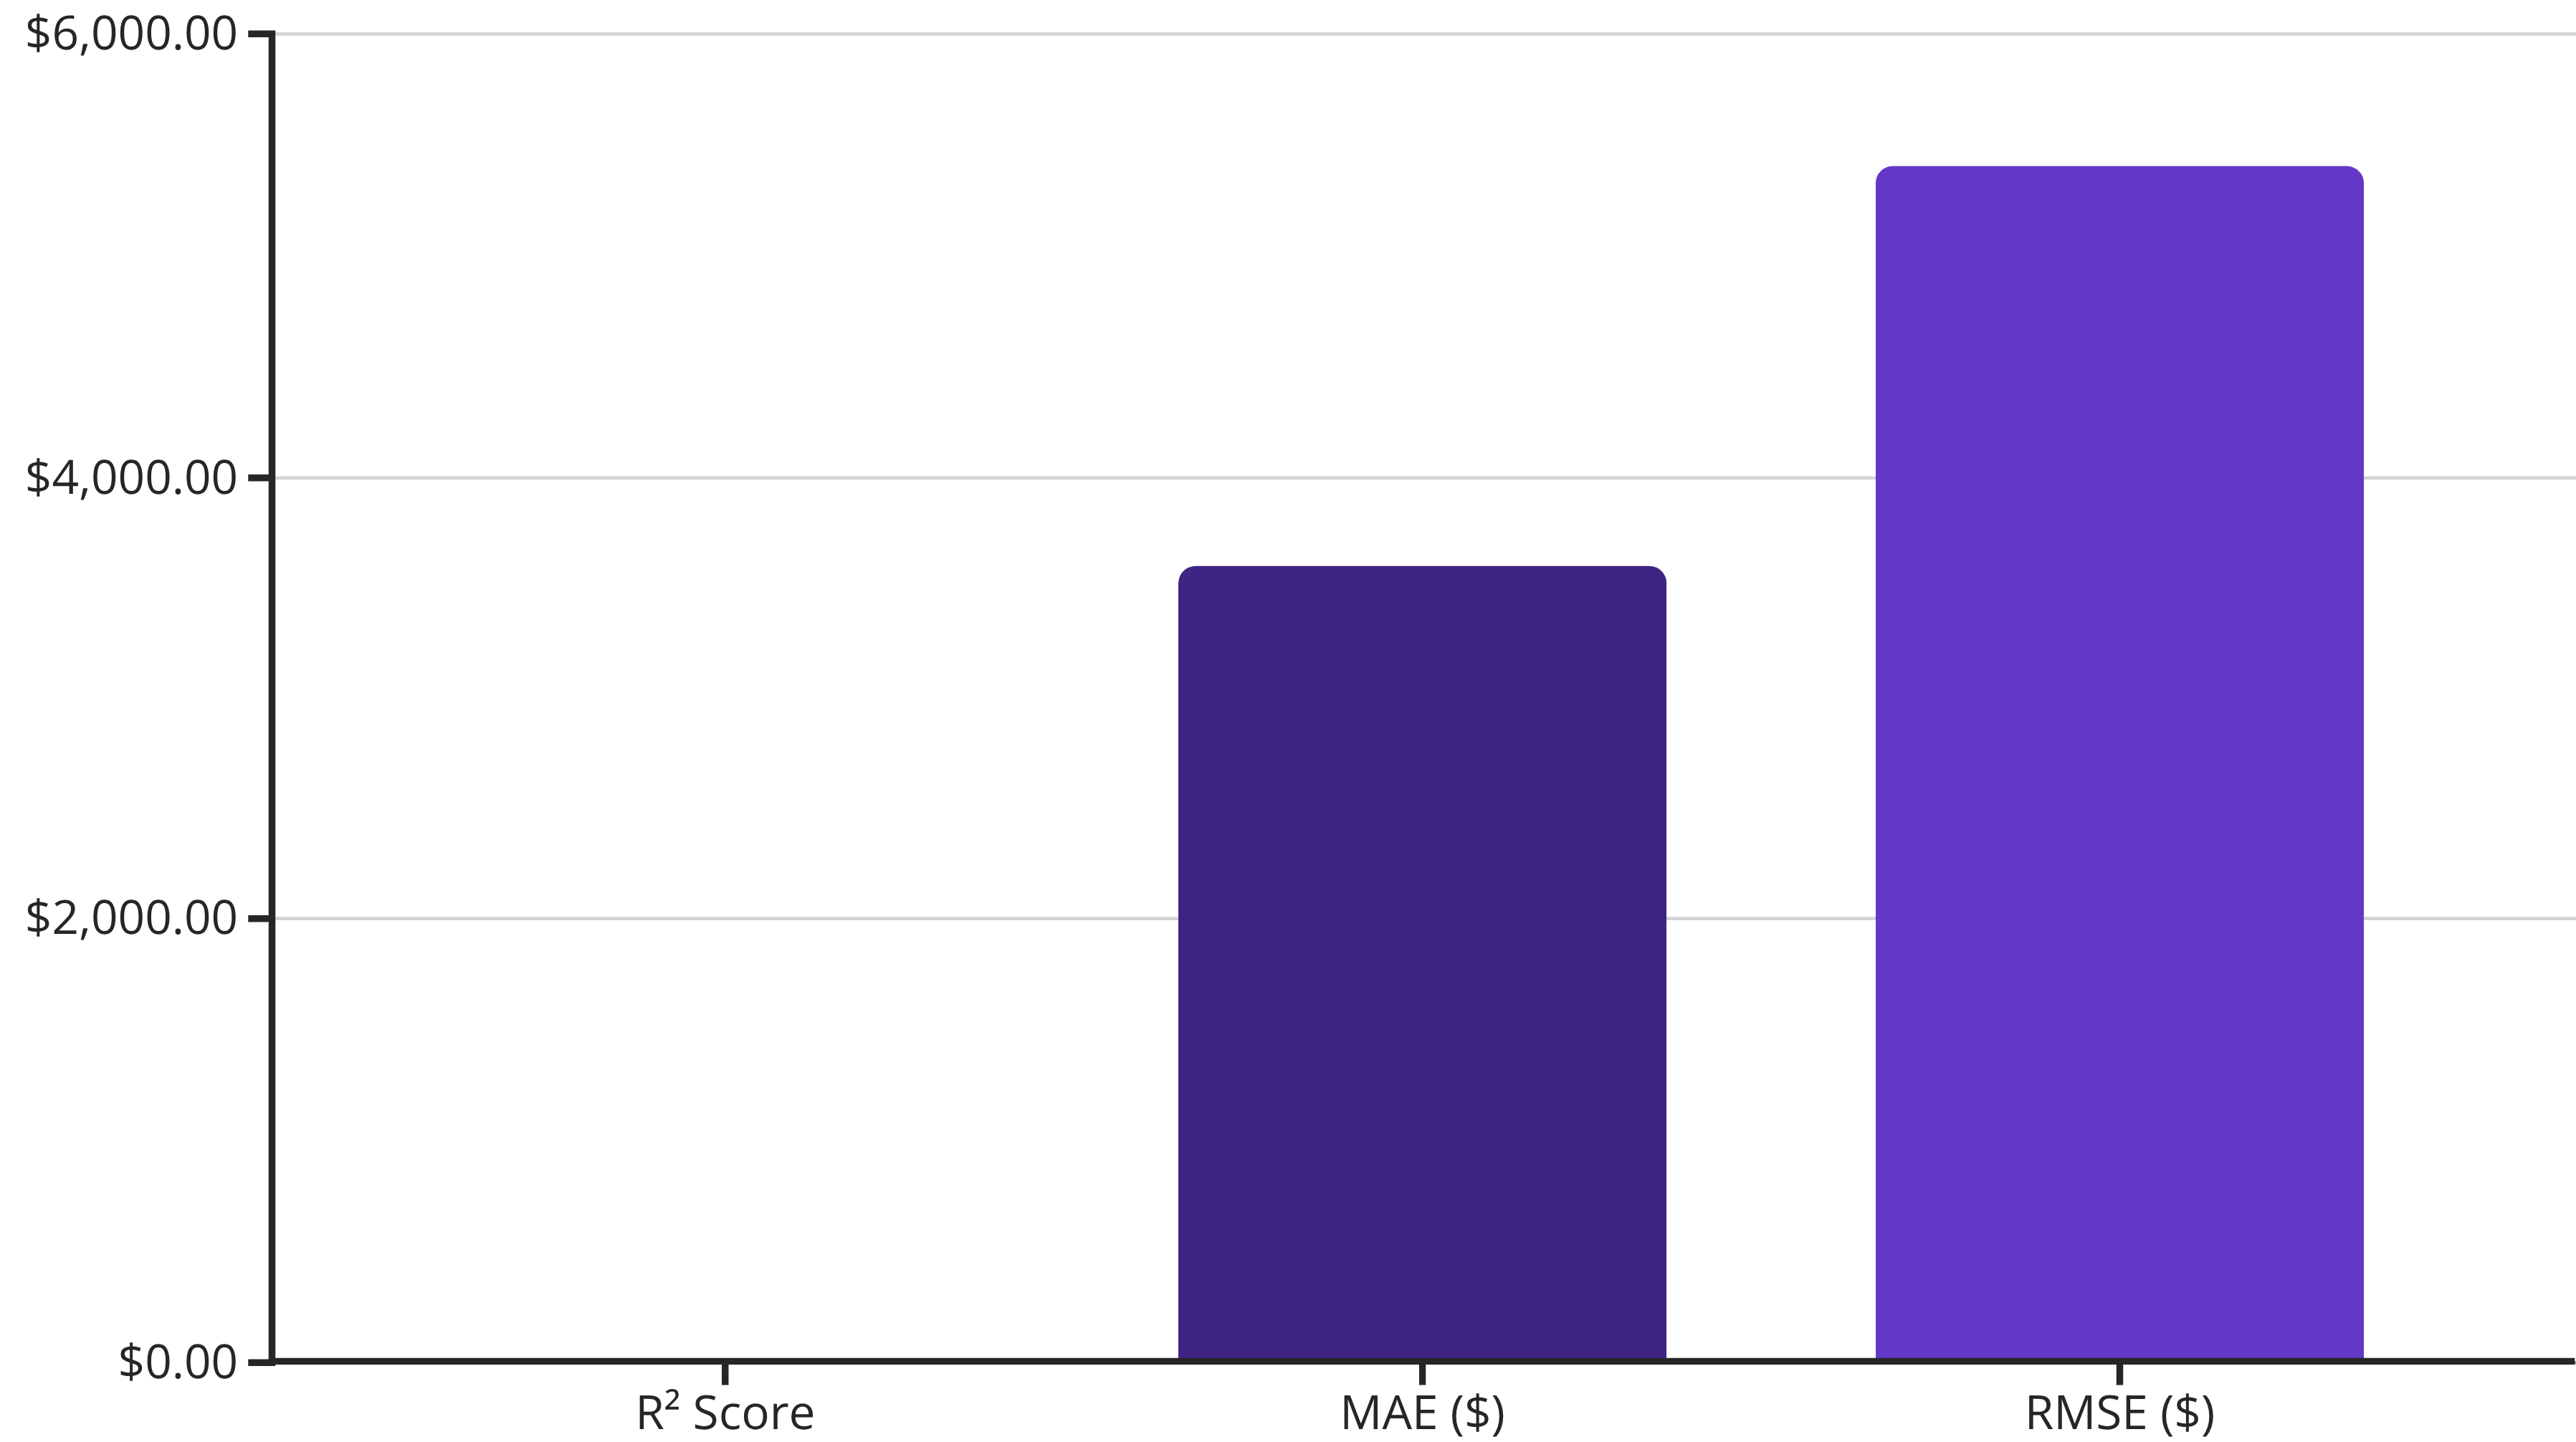 $6,000.00
$4,000.00
$2,000.00
$0.00
R² Score
MAE ($)
RMSE ($)